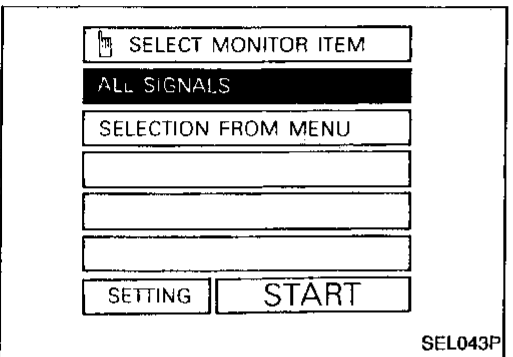 SELECT MONITOR ITEM
ALL SIGNALS
SELECTION FROM MENU
SETTING START
SEL043P